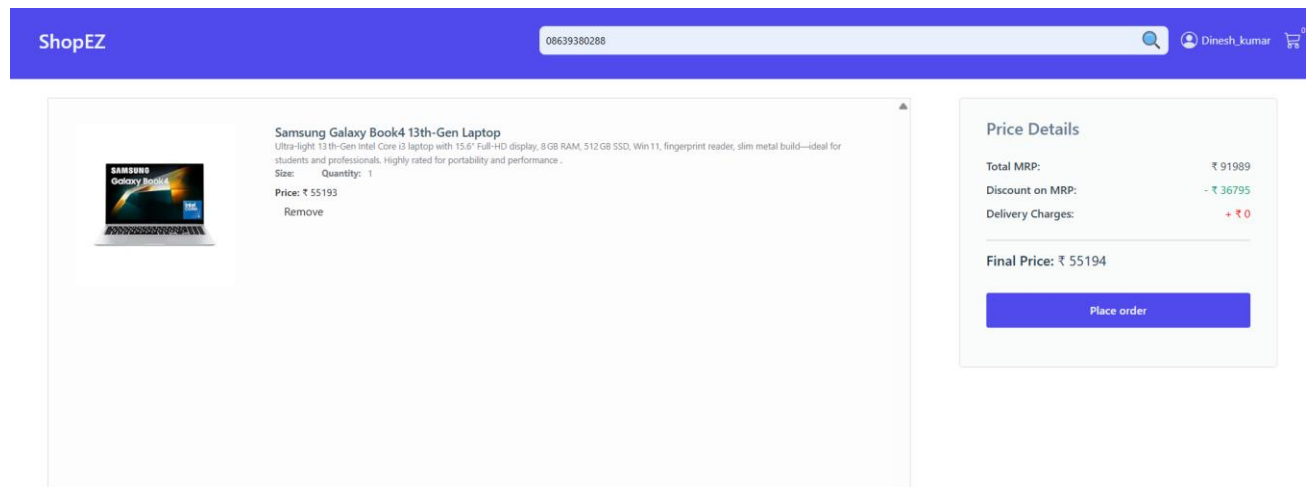 ShopEZ
08639380288
Dinesh_kumar
0
Samsung Galaxy Book4 13th-Gen Laptop
Ultra-light 13th-Gen Intel Core i3 laptop with 15.6" Full-HD display, 8 GB RAM, 512 GB SSD, Win 11, fingerprint reader, slim metal build—ideal for
students and professionals. Highly rated for portability and performance .
Size: Quantity: 1
Price: ₹ 55193
Remove
SAMSUNG
Galaxy Book4
intel
Price Details
Total MRP: ₹ 91989
Discount on MRP: - ₹ 36795
Delivery Charges: + ₹ 0
Final Price: ₹ 55194
Place order